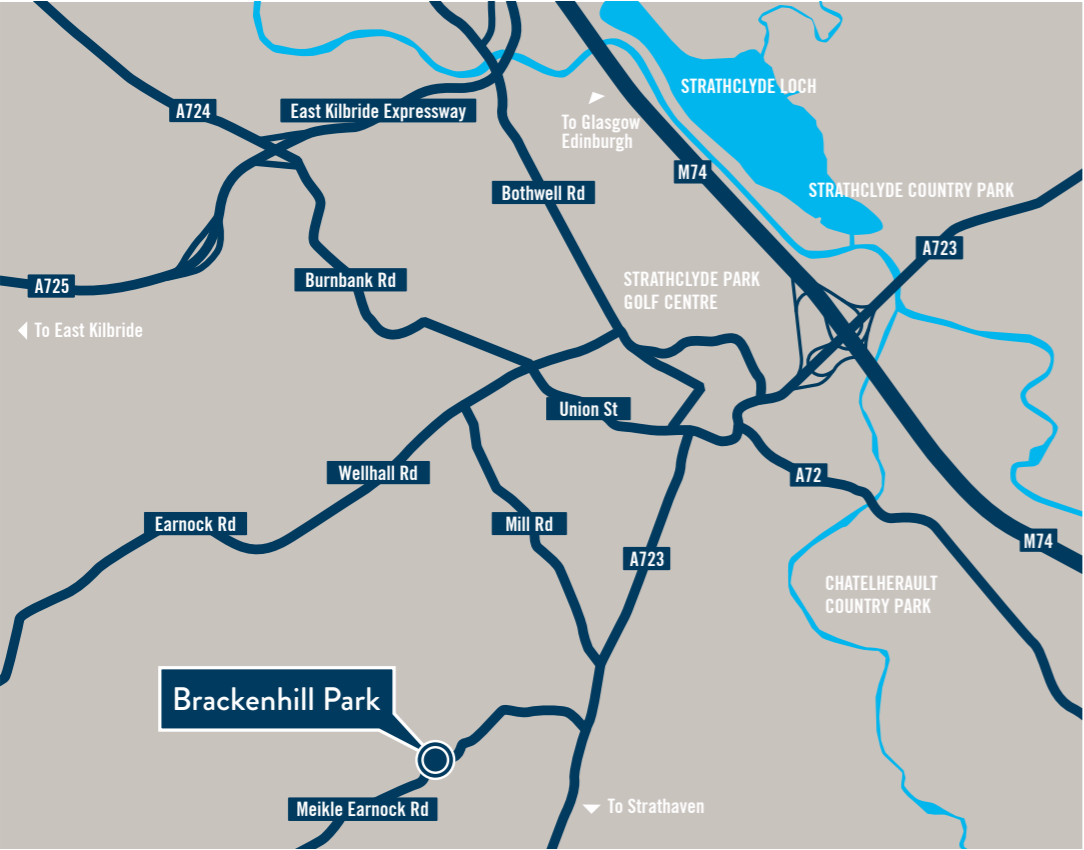 STRATHCLYDE LOCH
A724
East Kilbride Expressway
To Glasgow
Edinburgh
M74
Bothwell Rd
STRATHCLYDE COUNTRY PARK
A723
A725
Burnbank Rd
STRATHCLYDE PARK
GOLF CENTRE
To East Kilbride
Union St
Wellhall Rd
A72
Earnock Rd
Mill Rd
M74
A723
CHATELHERAULT
COUNTRY PARK
Brackenhill Park
Meikle Earnock Rd
To Strathaven